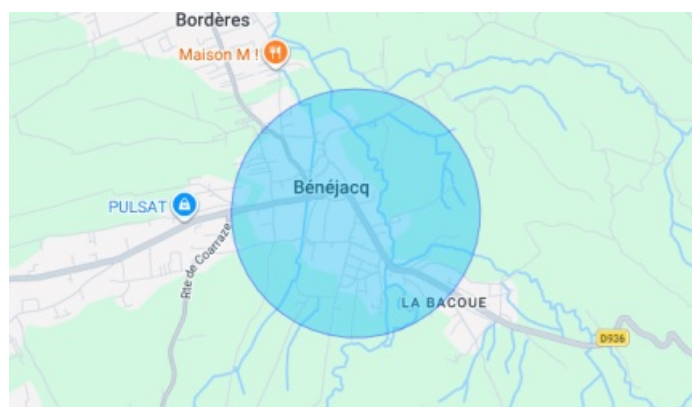 Bordères
Maison M !
Bénéjacq
PULSAT
Rte de Coarraze
LA BACOUE
D936